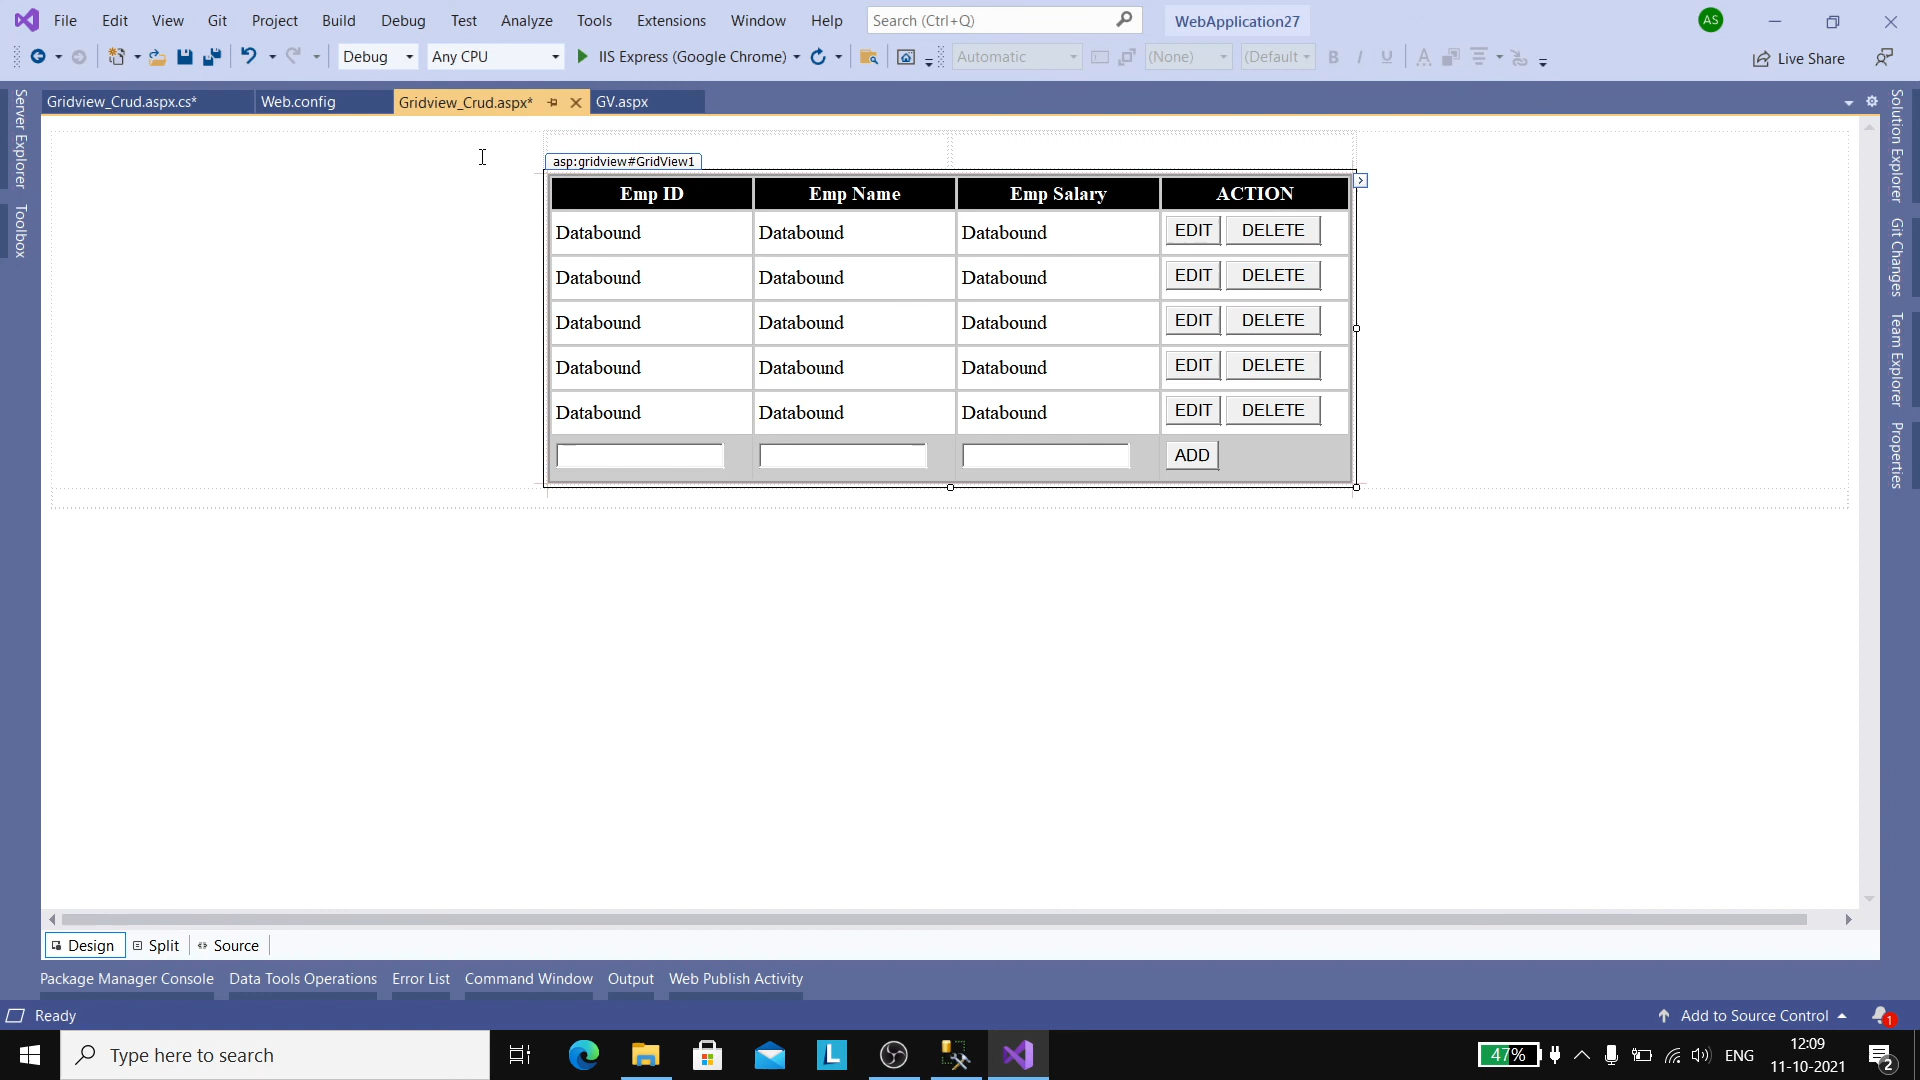 File Edit View Git Project Build Debug Test Analyze Tools Extensions Window Help Search (Ctrl+Q) WebApplication27 AS
Debug Any CPU IIS Express (Google Chrome) Automatic (None) (Default Live Share
Gridview_Crud.aspx.cs* Web.config Gridview_Crud.aspx* GV.aspx
Server Explorer
Toolbox
asp:gridview#GridView1
Emp ID Emp Name Emp Salary ACTION
Databound Databound Databound EDIT DELETE
Databound Databound Databound EDIT DELETE
Databound Databound Databound EDIT DELETE
Databound Databound Databound EDIT DELETE
Databound Databound Databound EDIT DELETE
ADD
Solution Explorer
Git Changes
Team Explorer
Properties
Design Split Source
Package Manager Console Data Tools Operations Error List Command Window Output Web Publish Activity
Ready Add to Source Control 1
Type here to search L 47% ENG 12:09
11-10-2021 2